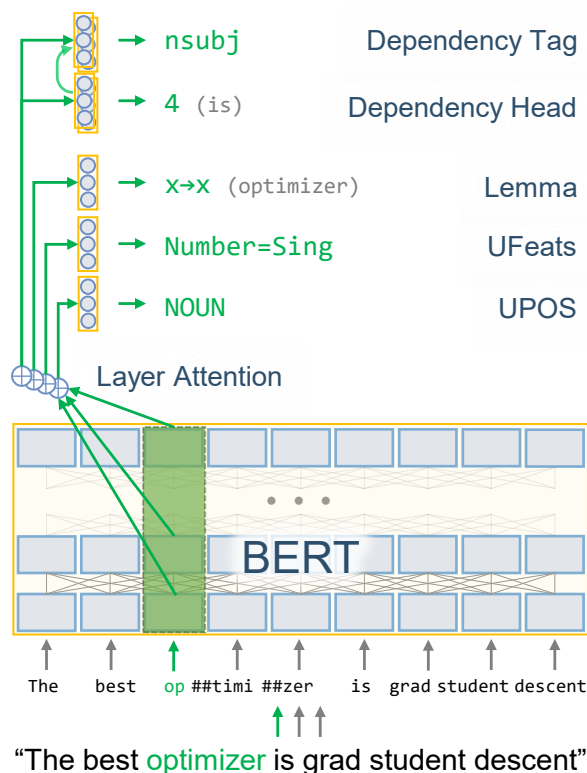 nsubj Dependency Tag
4 (is) Dependency Head
x→x (optimizer) Lemma
Number=Sing UFeats
NOUN UPOS
Layer Attention
BERT
The best op ##timi ##zer is grad student descent
“The best optimizer is grad student descent”